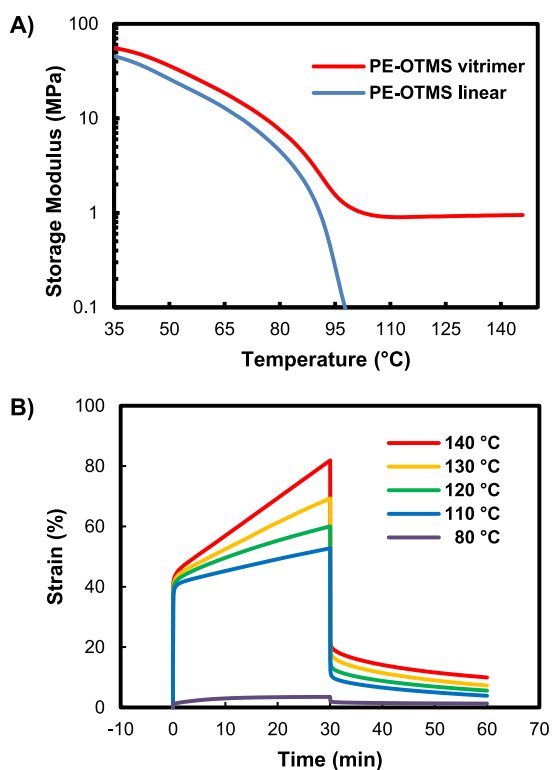 A)
Storage Modulus (MPa)
100
10
1
0.1
PE-OTMS vitrimer
PE-OTMS linear
35 50 65 80 95 110 125 140
Temperature (°C)
B)
Strain (%)
100
80
60
40
20
0
140 °C
130 °C
120 °C
110 °C
80 °C
-10 0 10 20 30 40 50 60 70
Time (min)